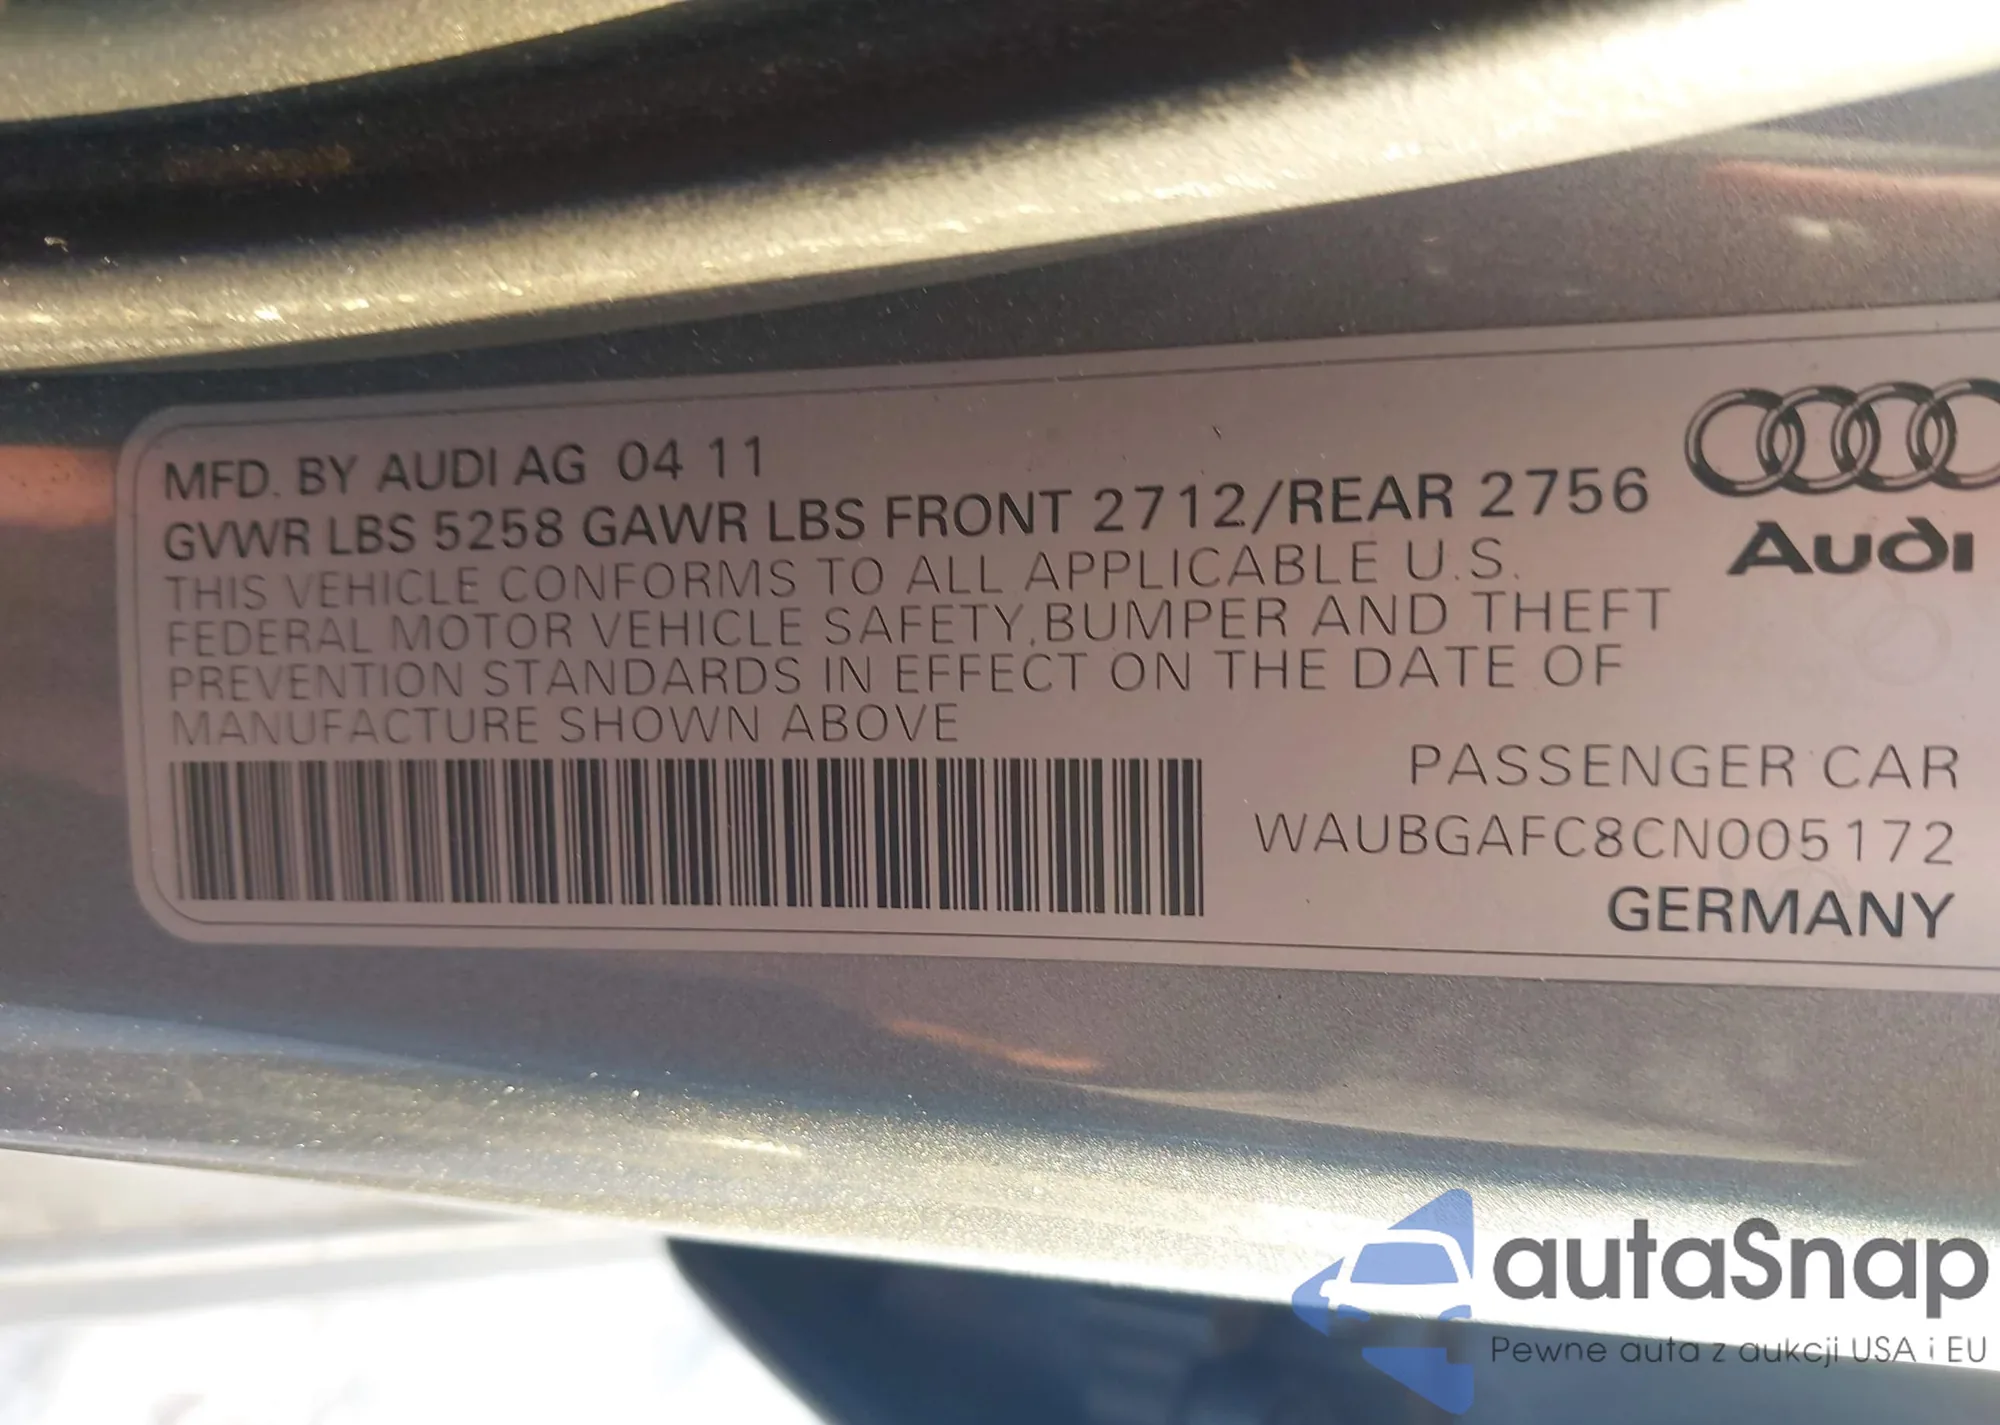 MFD. BY AUDI AG 04 11
GVWR LBS 5258 GAWR LBS FRONT 2712/REAR 2756
THIS VEHICLE CONFORMS TO ALL APPLICABLE U.S.
FEDERAL MOTOR VEHICLE SAFETY,BUMPER AND THEFT
PREVENTION STANDARDS IN EFFECT ON THE DATE OF
MANUFACTURE SHOWN ABOVE
Audi
PASSENGER CAR
WAUBGAFC8CN005172
GERMANY
autaSnap
Pewne auta z aukcji USA i EU